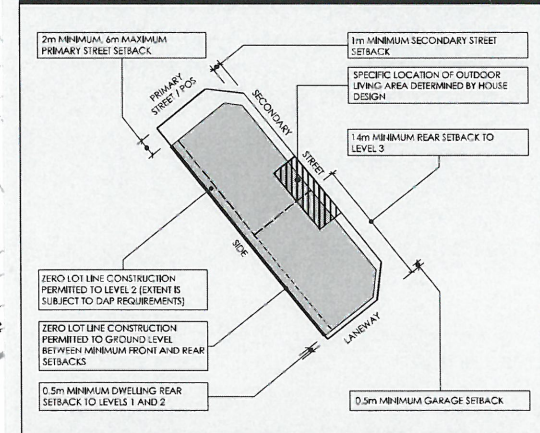 2m MINIMUM, 6m MAXIMUM
PRIMARY STREET SETBACK
1m MINIMUM SECONDARY STREET
SETBACK
SPECIFIC LOCATION OF OUTDOOR
LIVING AREA DETERMINED BY HOUSE
DESIGN
14m MINIMUM REAR SETBACK TO
LEVEL 3
PRIMARY
STREET / POS
SECONDARY
STREET
SIDE
LANEWAY
ZERO LOT LINE CONSTRUCTION
PERMITTED TO LEVEL 2 (EXTENT IS
SUBJECT TO DAP REQUIREMENTS)
ZERO LOT LINE CONSTRUCTION
PERMITTED TO GROUND LEVEL
BETWEEN MINIMUM FRONT AND REAR
SETBACKS
0.5m MINIMUM DWELLING REAR
SETBACK TO LEVELS 1 AND 2
0.5m MINIMUM GARAGE SETBACK